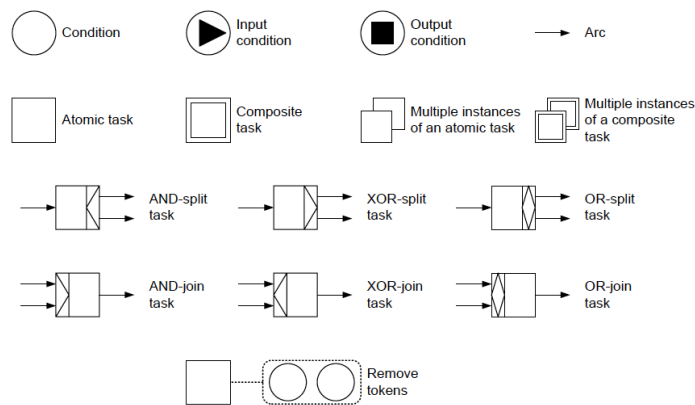 Condition
Input
condition
Output
condition
Arc
Atomic task
Composite
task
Multiple instances
of an atomic task
Multiple instances
of a composite
task
AND-split
task
XOR-split
task
OR-split
task
AND-join
task
XOR-join
task
OR-join
task
Remove
tokens